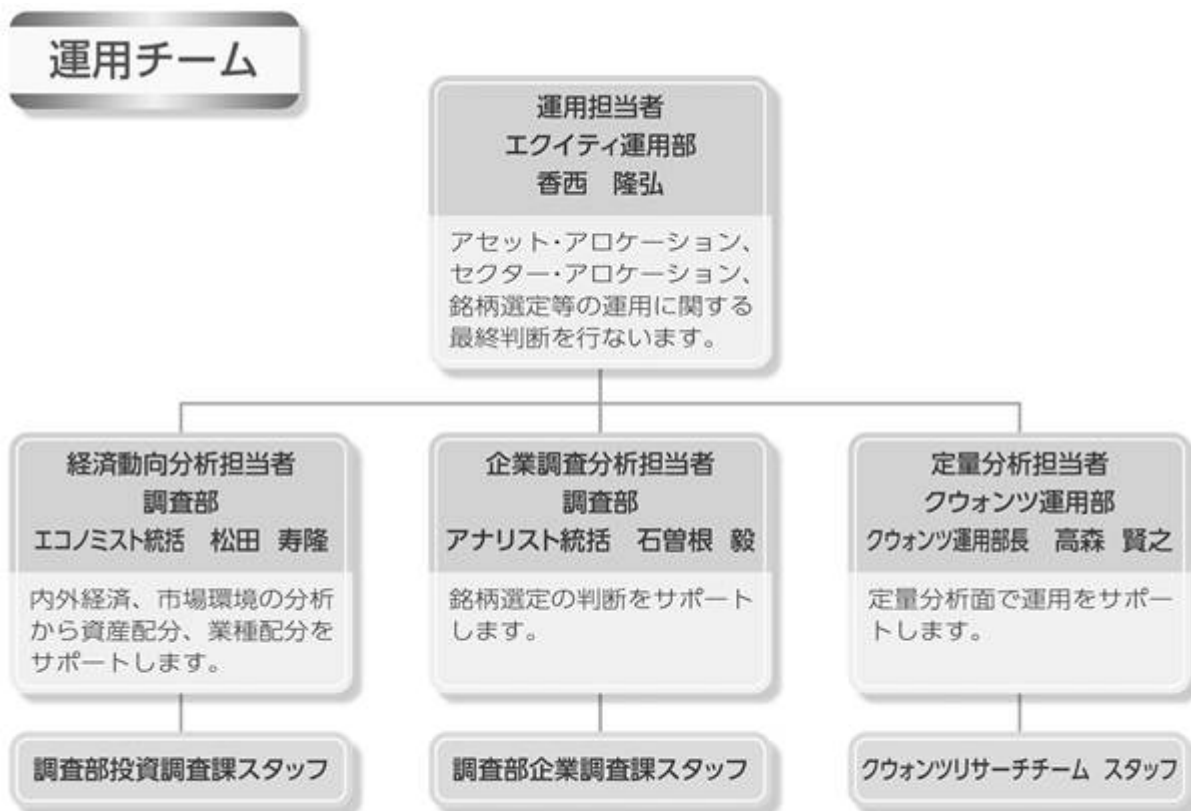 運用チーム
運用担当者
エクイティ運用部
香西　隆弘
アセット・アロケーション、
セクター・アロケーション、
銘柄選定等の運用に関する
最終判断を行ないます。
経済動向分析担当者
調査部
エコノミスト統括　松田　寿隆
内外経済、市場環境の分析
から資産配分、業種配分を
サポートします。
企業調査分析担当者
調査部
アナリスト統括　石曽根　毅
銘柄選定の判断をサポート
します。
定量分析担当者
クウォンツ運用部
クウォンツ運用部長　高森　賢之
定量分析面で運用をサポー
トします。
調査部投資調査課スタッフ
調査部企業調査課スタッフ
クウォンツリサーチチーム スタッフ